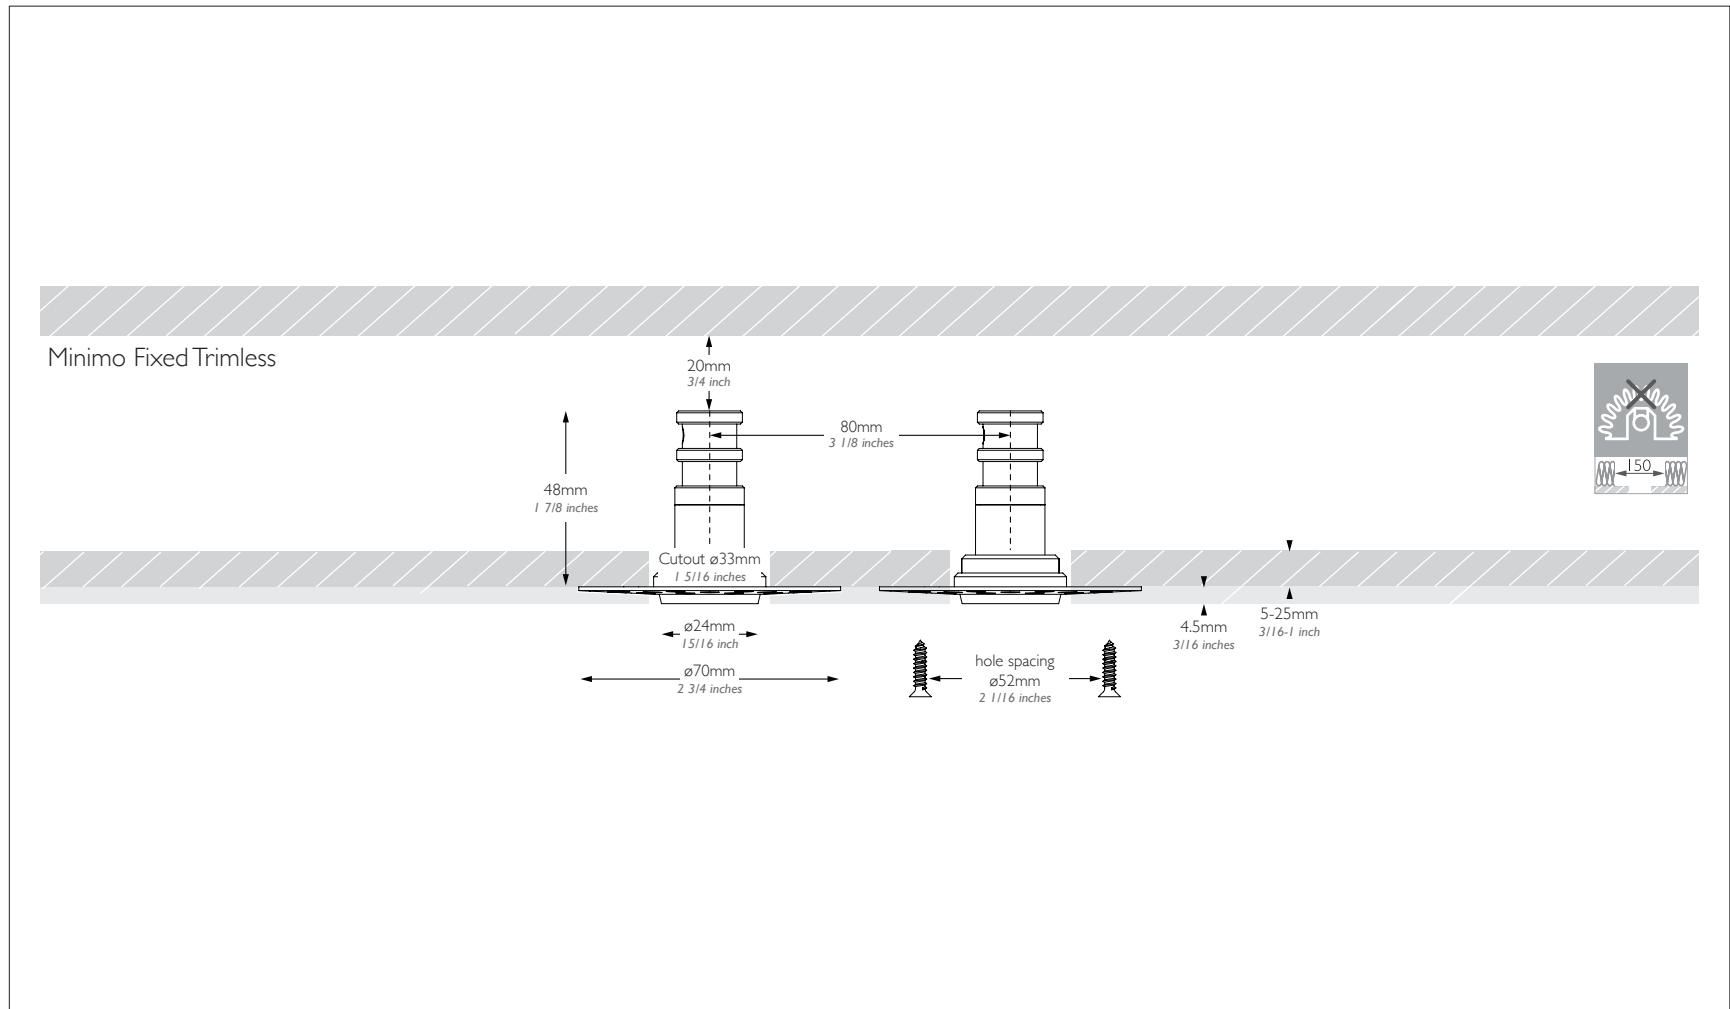 Minimo Fixed Trimless
20mm
3/4 inch
80mm
3 1/8 inches
150
48mm
1 7/8 inches
Cutout ø33mm
1 5/16 inches
ø24mm
15/16 inch
4.5mm
3/16 inches
5-25mm
3/16-1 inch
ø70mm
2 3/4 inches
hole spacing
ø52mm
2 1/16 inches